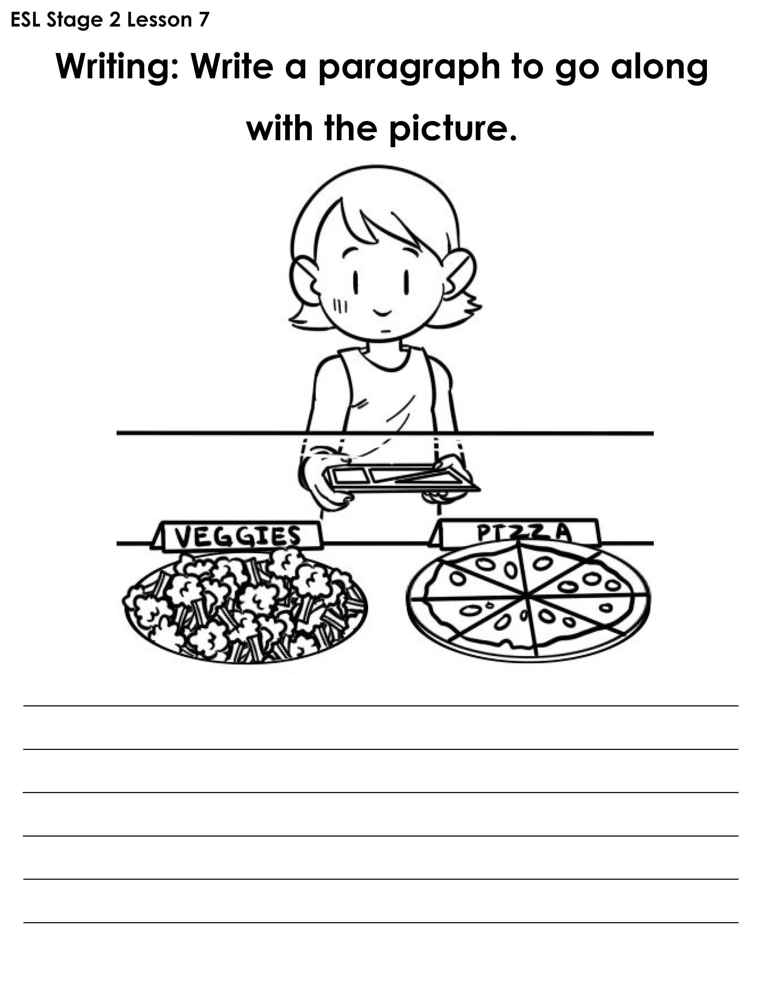 ESL Stage 2 Lesson 7
Writing: Write a paragraph to go along
with the picture.
VEGGIES
PIZZA